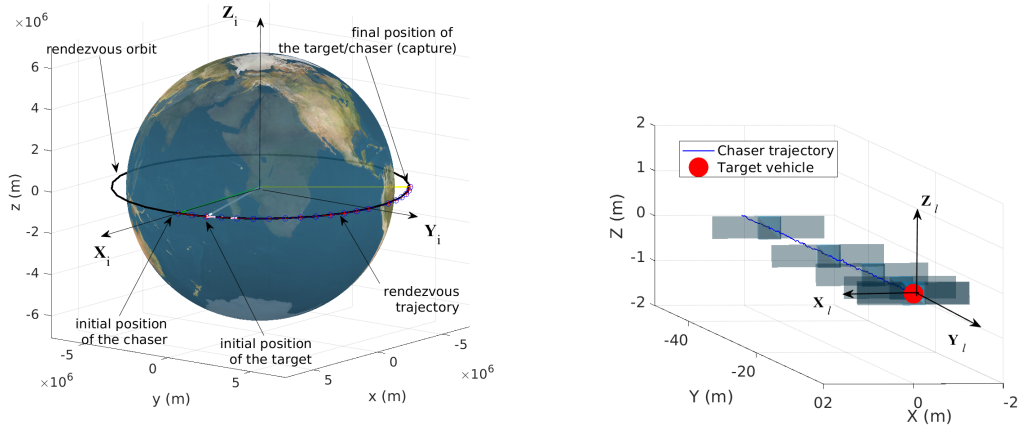 ×10⁶
Z i
final position of
the target/chaser (capture)
rendezvous orbit
6
4
2
0
-2
-4
-6
z (m)
X i
Y i
rendezvous
trajectory
initial position
of the chaser
initial position
of the target
-5
0
5
×10⁶
y (m)
5
0
-5
×10⁶
x (m)
2
1
0
-1
-2
Z (m)
Chaser trajectory
Target vehicle
Z l
X l
Y l
-40
-20
0
Y (m)
2
0
-2
X (m)